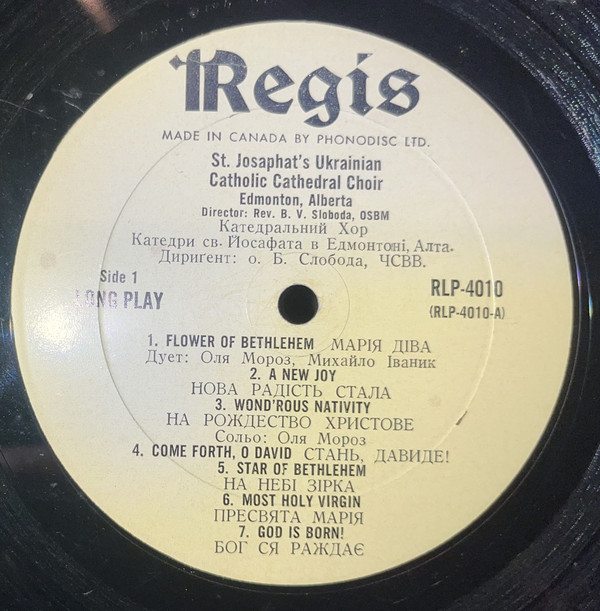 Regis
MADE IN CANADA BY PHONODISC LTD.
St. Josaphat's Ukrainian
Catholic Cathedral Choir
Edmonton, Alberta
Director: Rev. B. V. Sloboda, OSBM
Катедральний Хор
Катедри св. Йосафата в Едмонтоні, Алта.
Дириґент: о. Б. Слобода, ЧСВВ.
Side 1
LONG PLAY
RLP-4010
(RLP-4010-A)
1. FLOWER OF BETHLEHEM МАРІЯ ДІВА
Дует: Оля Мороз, Михайло Іваник
2. A NEW JOY
НОВА РАДІСТЬ СТАЛА
3. WOND'ROUS NATIVITY
НА РОЖДЕСТВО ХРИСТОВЕ
Сольо: Оля Мороз
4. COME FORTH, O DAVID СТАНЬ, ДАВИДЕ!
5. STAR OF BETHLEHEM
НА НЕБІ ЗІРКА
6. MOST HOLY VIRGIN
ПРЕСВЯТА МАРІЯ
7. GOD IS BORN!
БОГ СЯ РАЖДАЄ